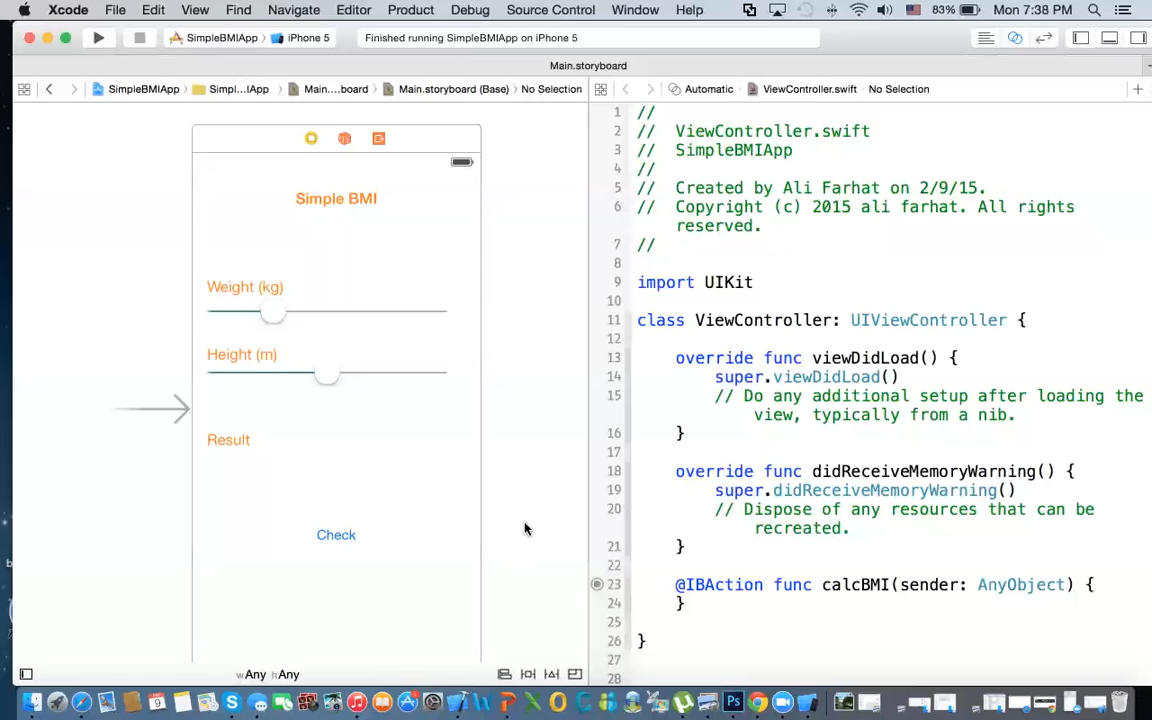 Xcode File Edit View Find Navigate Editor Product Debug Source Control Window Help 83% Mon 7:38 PM
SimpleBMIApp iPhone 5 Finished running SimpleBMIApp on iPhone 5
Main.storyboard
SimpleBMIApp Simpl...IApp Main....board Main.storyboard (Base) No Selection
Automatic ViewController.swift No Selection
Simple BMI
Weight (kg)
Height (m)
Result
Check
wAny hAny
1 //
2 // ViewController.swift
3 // SimpleBMIApp
4 //
5 // Created by Ali Farhat on 2/9/15.
6 // Copyright (c) 2015 ali farhat. All rights
reserved.
7 //
8
9 import UIKit
10
11 class ViewController: UIViewController {
12
13 override func viewDidLoad() {
14 super.viewDidLoad()
15 // Do any additional setup after loading the
view, typically from a nib.
16 }
17
18 override func didReceiveMemoryWarning() {
19 super.didReceiveMemoryWarning()
20 // Dispose of any resources that can be
recreated.
21 }
22
23 @IBAction func calcBMI(sender: AnyObject) {
24 }
25
26 }
27
28